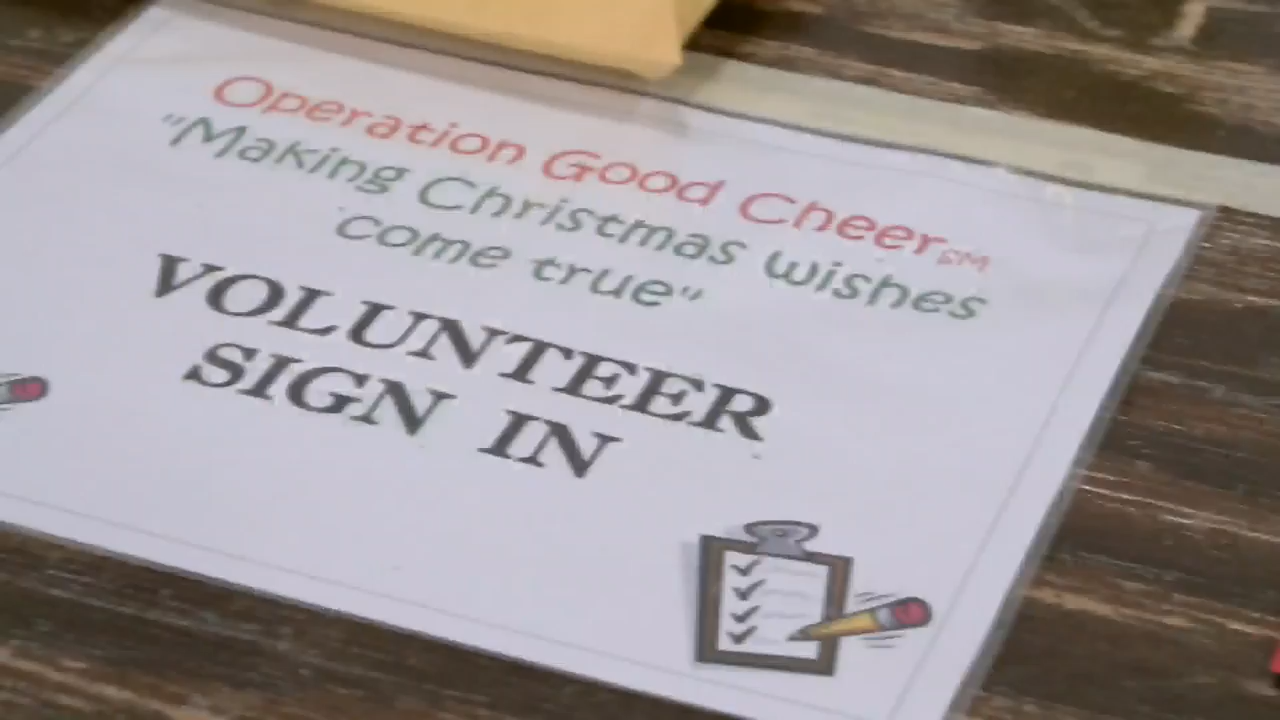 Operation Good Cheer℠
"Making Christmas wishes
come true"
VOLUNTEER
SIGN IN